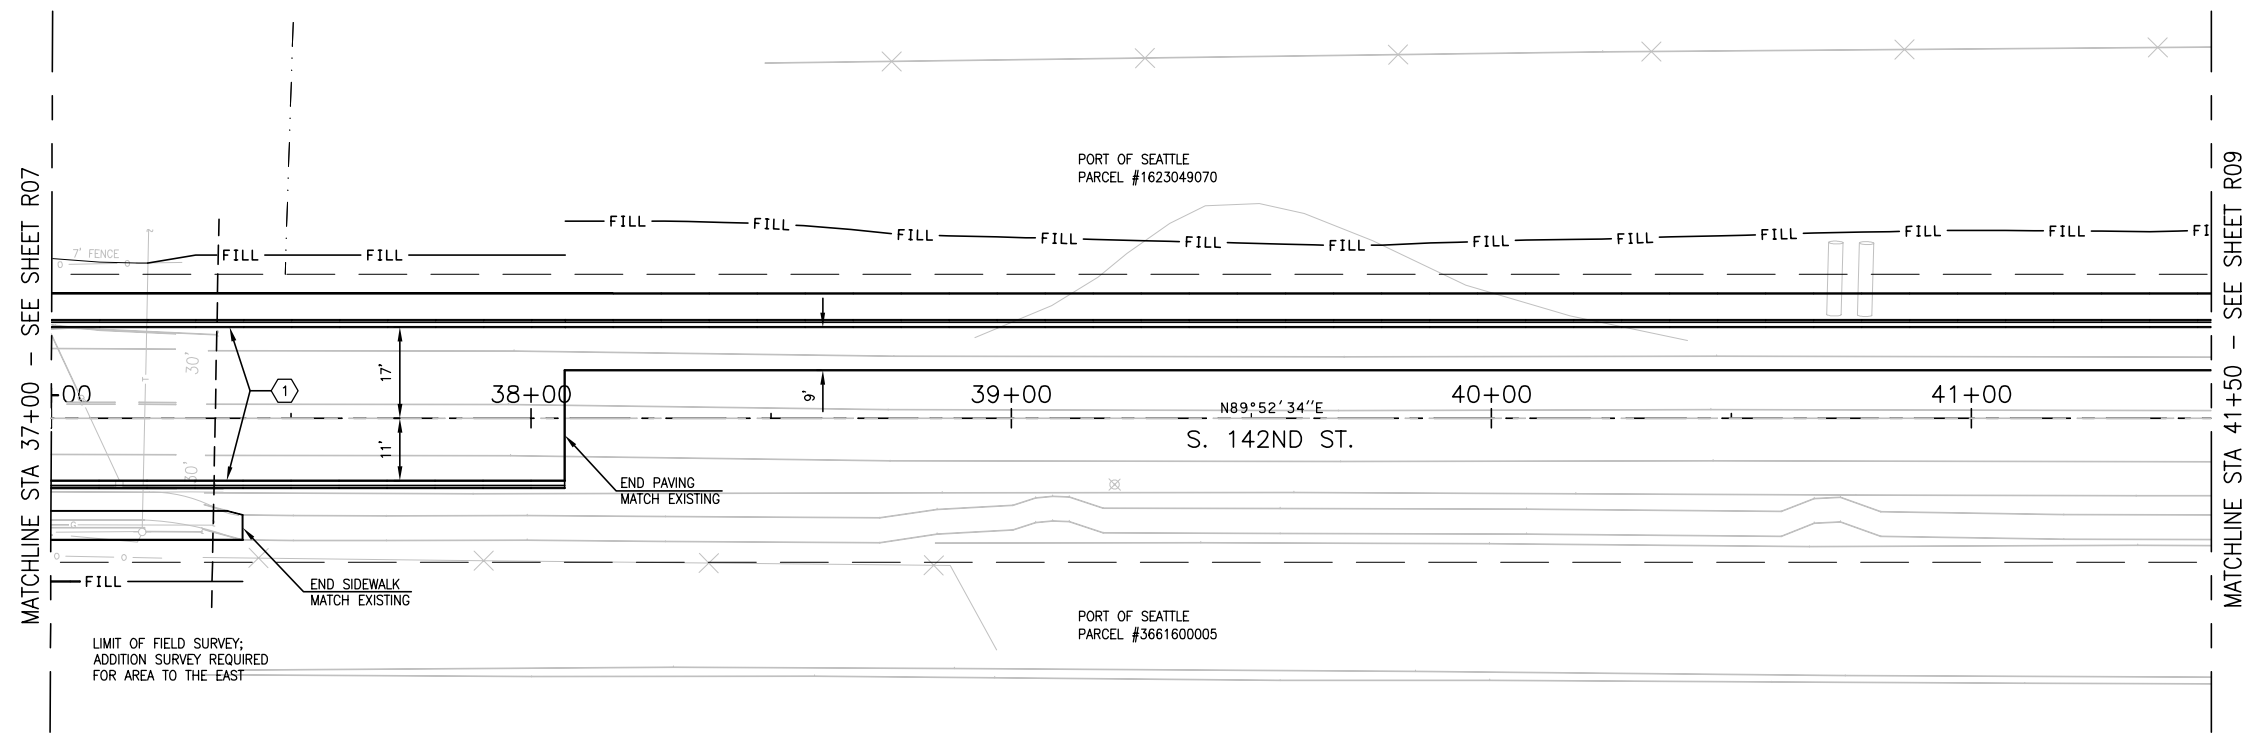 MATCHLINE STA 37+00 - SEE SHEET R07
PORT OF SEATTLE
PARCEL #1623049070
FILL
FILL
FILL
FILL
FILL
FILL
FILL
FILL
FILL
FILL
FILL
FILL
FILL
FILL
FI
7' FENCE
30'
17'
1
+00
38+00
39+00
40+00
41+00
9'
N89°52'34"E
S. 142ND ST.
11'
30'
END PAVING
MATCH EXISTING
G
FILL
END SIDEWALK
MATCH EXISTING
PORT OF SEATTLE
PARCEL #3661600005
LIMIT OF FIELD SURVEY;
ADDITION SURVEY REQUIRED
FOR AREA TO THE EAST
MATCHLINE STA 41+50 - SEE SHEET R09